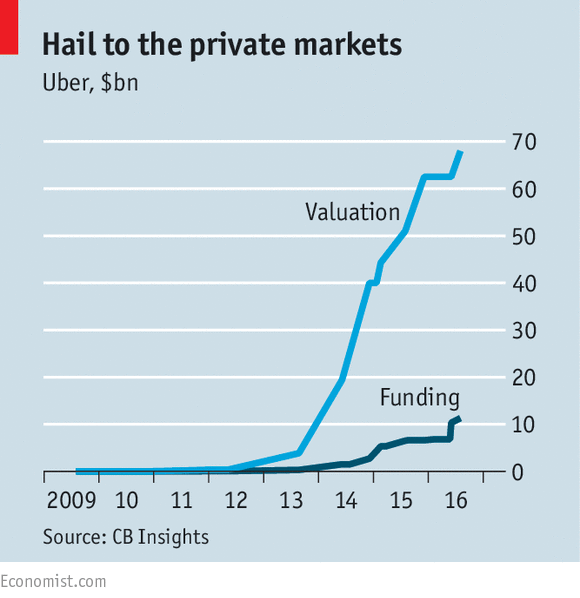 Hail to the private markets
Uber, $bn
70
Valuation
60
50
40
30
20
Funding
10
0
2009 10 11 12 13 14 15 16
Source: CB Insights
Economist.com